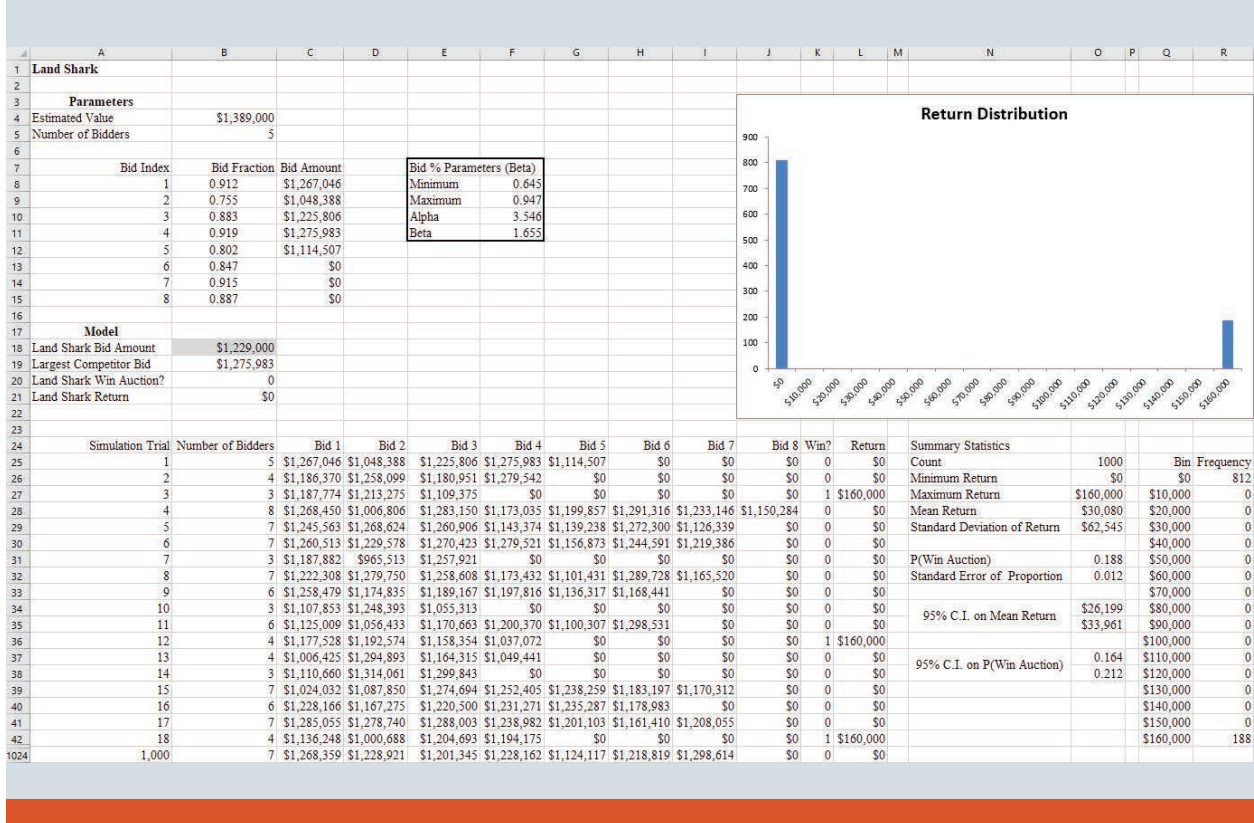 A B C D E F G H I J K L M N O P Q R
1 Land Shark
2
3 Parameters
4 Estimated Value $1,389,000
5 Number of Bidders 5
6
7 Bid Index Bid Fraction Bid Amount Bid % Parameters (Beta)
8 1 0.912 $1,267,046 Minimum 0.645
9 2 0.755 $1,048,388 Maximum 0.947
10 3 0.883 $1,225,806 Alpha 3.546
11 4 0.919 $1,275,983 Beta 1.655
12 5 0.802 $1,114,507
13 6 0.847 $0
14 7 0.915 $0
15 8 0.887 $0
16
17 Model
18 Land Shark Bid Amount $1,229,000
19 Largest Competitor Bid $1,275,983
20 Land Shark Win Auction? 0
21 Land Shark Return $0
22
23
Return Distribution
900
800
700
600
500
400
300
200
100
0
$0 $10,000 $20,000 $30,000 $40,000 $50,000 $60,000 $70,000 $80,000 $90,000 $100,000 $110,000 $120,000 $130,000 $140,000 $150,000 $160,000
24 Simulation Trial Number of Bidders Bid 1 Bid 2 Bid 3 Bid 4 Bid 5 Bid 6 Bid 7 Bid 8 Win? Return Summary Statistics
25 1 5 $1,267,046 $1,048,388 $1,225,806 $1,275,983 $1,114,507 $0 $0 $0 0 $0 Count 1000 Bin Frequency
26 2 4 $1,186,370 $1,258,099 $1,180,951 $1,279,542 $0 $0 $0 $0 0 $0 Minimum Return $0 $0 812
27 3 3 $1,187,774 $1,213,275 $1,109,375 $0 $0 $0 $0 $0 1 $160,000 Maximum Return $160,000 $10,000 0
28 4 8 $1,268,450 $1,006,806 $1,283,150 $1,173,035 $1,199,857 $1,291,316 $1,233,146 $1,150,284 0 $0 Mean Return $30,080 $20,000 0
29 5 7 $1,245,563 $1,268,624 $1,260,906 $1,143,374 $1,139,238 $1,272,300 $1,126,339 $0 0 $0 Standard Deviation of Return $62,545 $30,000 0
30 6 7 $1,260,513 $1,229,578 $1,270,423 $1,279,521 $1,156,873 $1,244,591 $1,219,386 $0 0 $0 $40,000 0
31 7 3 $1,187,882 $965,513 $1,257,921 $0 $0 $0 $0 $0 0 $0 P(Win Auction) 0.188 $50,000 0
32 8 7 $1,222,308 $1,279,750 $1,258,608 $1,173,432 $1,101,431 $1,289,728 $1,165,520 $0 0 $0 Standard Error of Proportion 0.012 $60,000 0
33 9 6 $1,258,479 $1,174,835 $1,189,167 $1,197,816 $1,136,317 $1,168,441 $0 $0 0 $0 $70,000 0
34 10 3 $1,107,853 $1,248,393 $1,055,313 $0 $0 $0 $0 $0 0 $0 95% C.I. on Mean Return $26,199 $80,000 0
35 11 6 $1,125,009 $1,056,433 $1,170,663 $1,200,370 $1,100,307 $1,298,531 $0 $0 0 $0 $33,961 $90,000 0
36 12 4 $1,177,528 $1,192,574 $1,158,354 $1,037,072 $0 $0 $0 $0 1 $160,000 $100,000 0
37 13 4 $1,006,425 $1,294,893 $1,164,315 $1,049,441 $0 $0 $0 $0 0 $0 95% C.I. on P(Win Auction) 0.164 $110,000 0
38 14 3 $1,110,660 $1,314,061 $1,299,843 $0 $0 $0 $0 $0 0 $0 0.212 $120,000 0
39 15 7 $1,024,032 $1,087,850 $1,274,694 $1,252,405 $1,238,259 $1,183,197 $1,170,312 $0 0 $0 $130,000 0
40 16 6 $1,228,166 $1,167,275 $1,220,500 $1,231,271 $1,235,287 $1,178,983 $0 $0 0 $0 $140,000 0
41 17 7 $1,285,055 $1,278,740 $1,288,003 $1,238,982 $1,201,103 $1,161,410 $1,208,055 $0 0 $0 $150,000 0
42 18 4 $1,136,248 $1,000,688 $1,204,693 $1,194,175 $0 $0 $0 $0 1 $160,000 $160,000 188
1024 1,000 7 $1,268,359 $1,228,921 $1,201,345 $1,228,162 $1,124,117 $1,218,819 $1,298,614 $0 0 $0